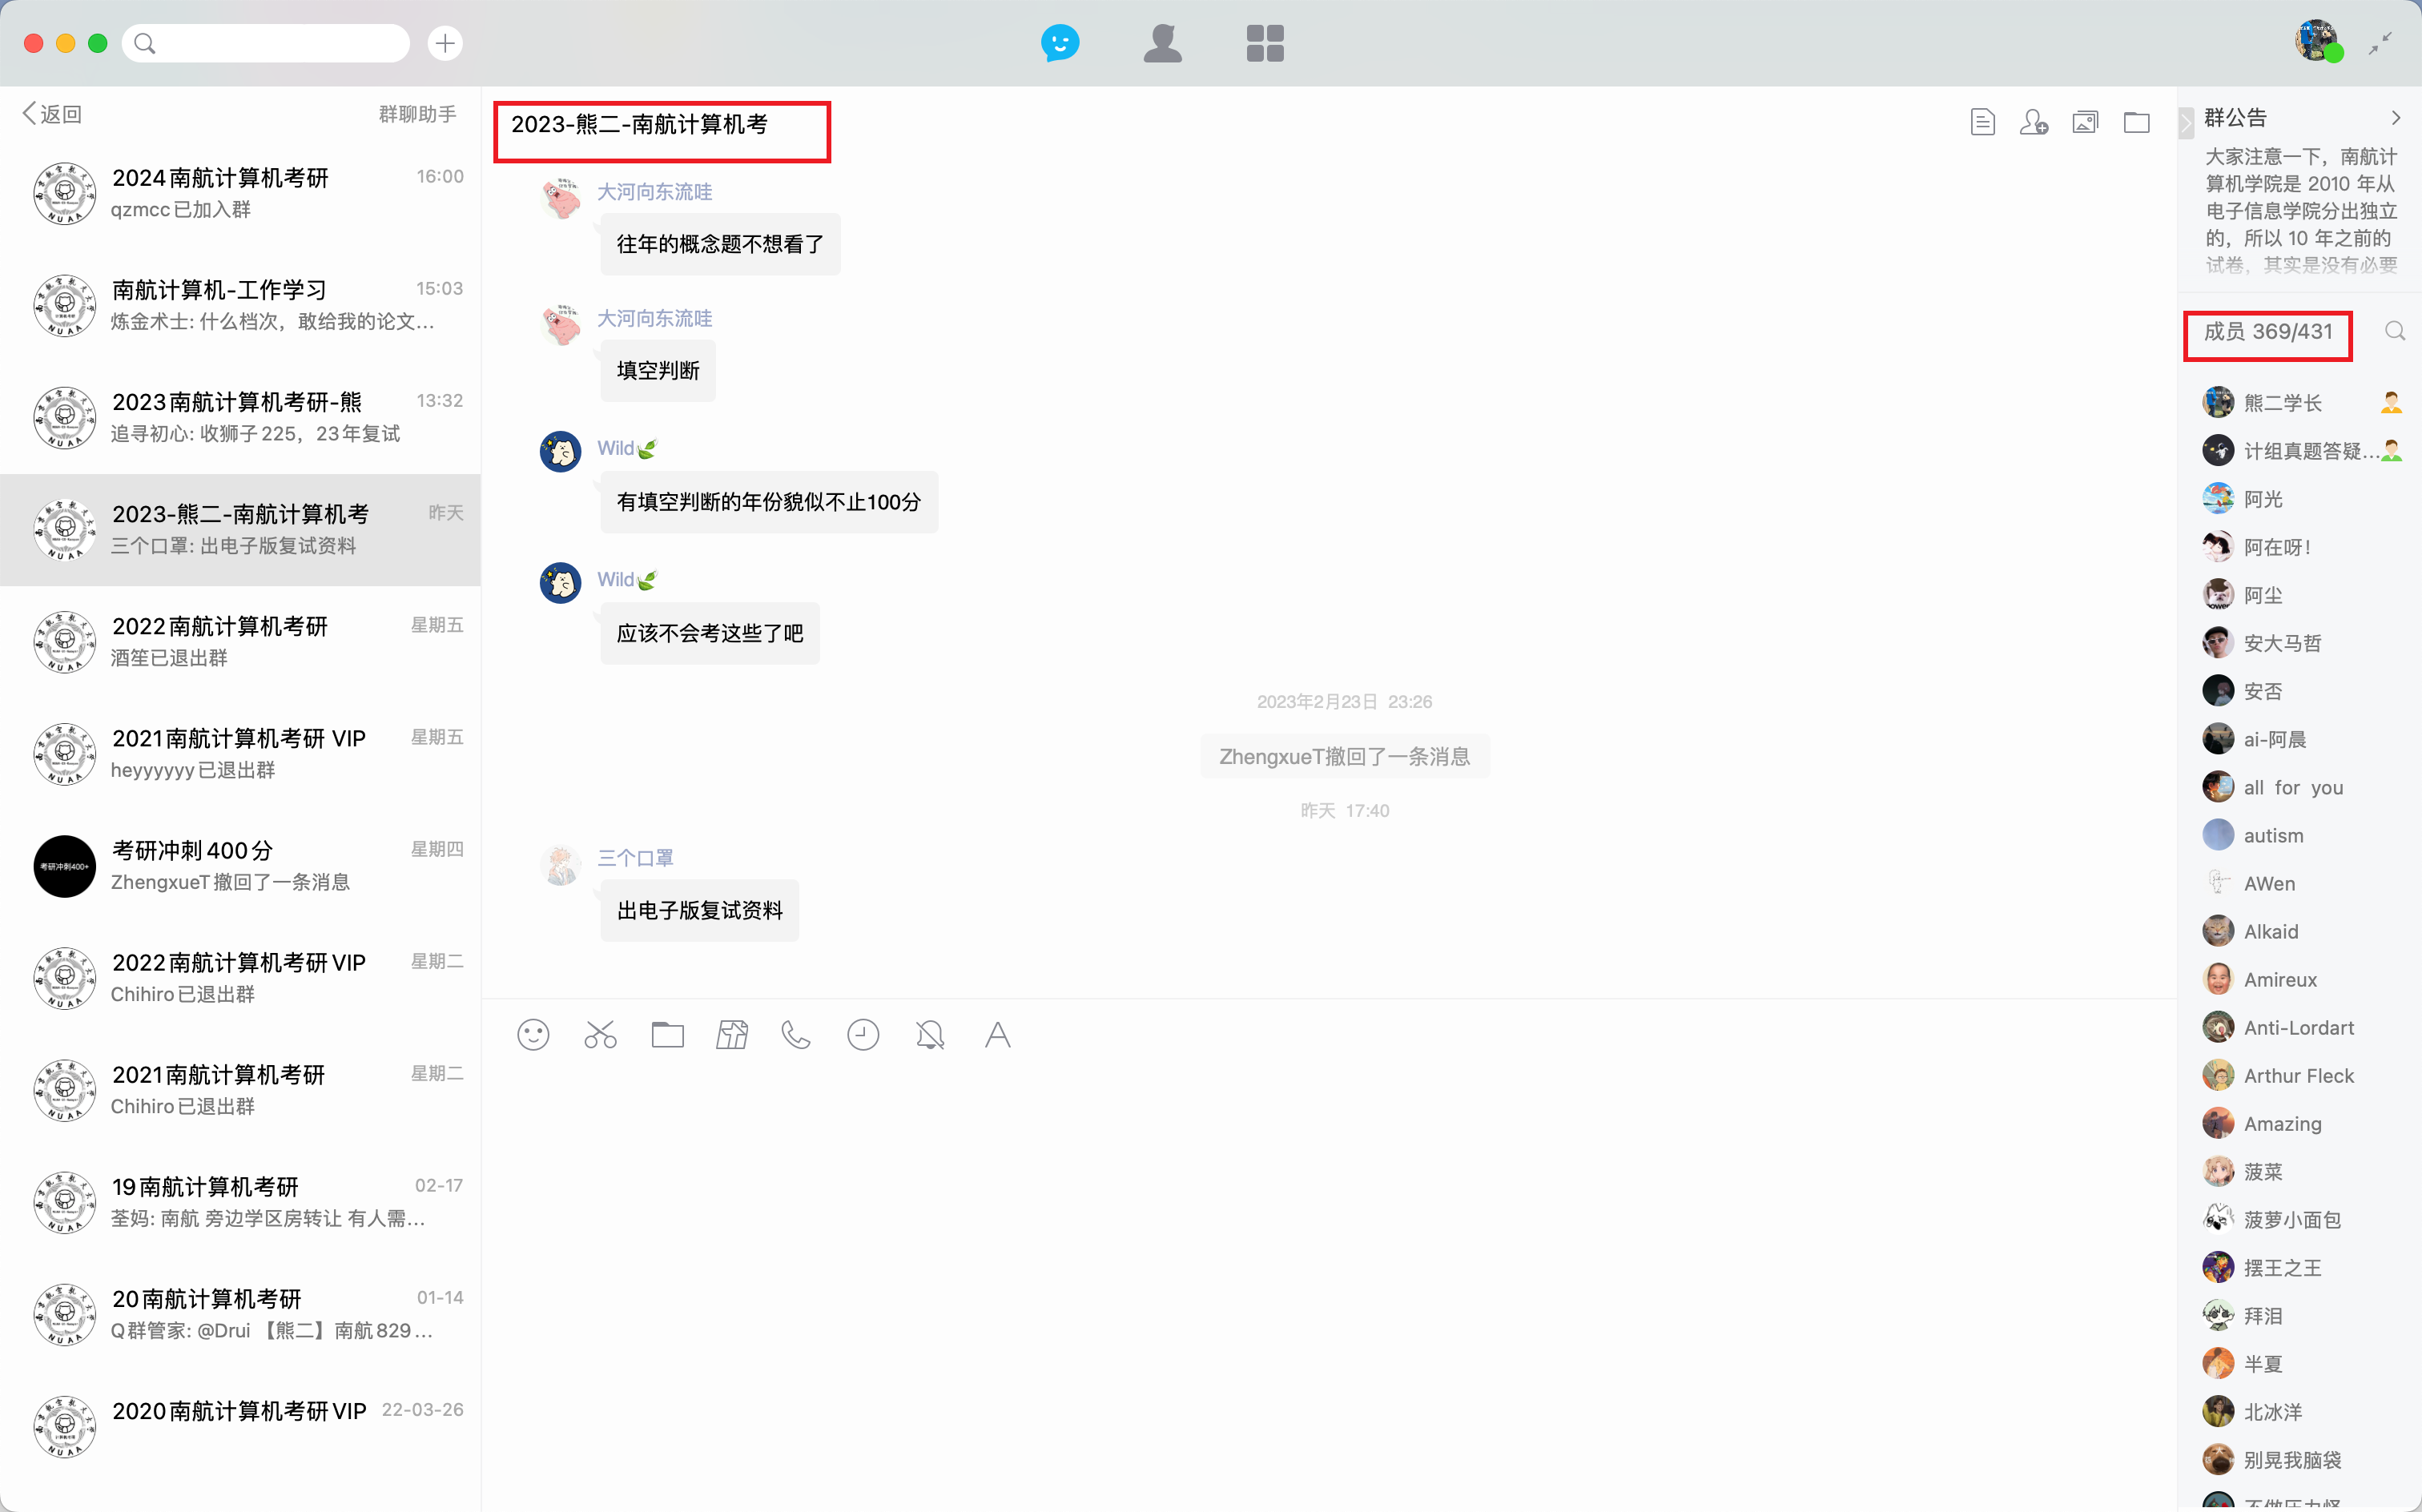 返回
群聊助手
2024南航计算机考研
16:00
qzmcc已加入群
南航计算机-工作学习
15:03
炼金术士: 什么档次，敢给我的论文...
2023南航计算机考研-熊
13:32
追寻初心: 收狮子225，23年复试
2023-熊二-南航计算机考
昨天
三个口罩: 出电子版复试资料
2022南航计算机考研
星期五
酒笙已退出群
2021南航计算机考研 VIP
星期五
heyyyyyy已退出群
考研冲刺400+
考研冲刺400分
星期四
ZhengxueT撤回了一条消息
2022南航计算机考研VIP
星期二
Chihiro已退出群
2021南航计算机考研
星期二
Chihiro已退出群
19南航计算机考研
02-17
荃妈: 南航 旁边学区房转让 有人需...
20南航计算机考研
01-14
Q群管家: @Drui 【熊二】南航829...
2020南航计算机考研VIP
22-03-26
2023-熊二-南航计算机考
大河向东流哇
往年的概念题不想看了
大河向东流哇
填空判断
Wild
有填空判断的年份貌似不止100分
Wild
应该不会考这些了吧
2023年2月23日 23:26
ZhengxueT撤回了一条消息
昨天 17:40
三个口罩
出电子版复试资料
群公告
大家注意一下，南航计
算机学院是 2010 年从
电子信息学院分出独立
的，所以 10 年之前的
试卷，其实是没有必要
成员 369/431
熊二学长
计组真题答疑...
阿光
阿在呀！
阿尘
安大马哲
安否
ai-阿晨
all for you
autism
AWen
Alkaid
Amireux
Anti-Lordart
Arthur Fleck
Amazing
菠菜
菠萝小面包
摆王之王
拜泪
半夏
北冰洋
别晃我脑袋